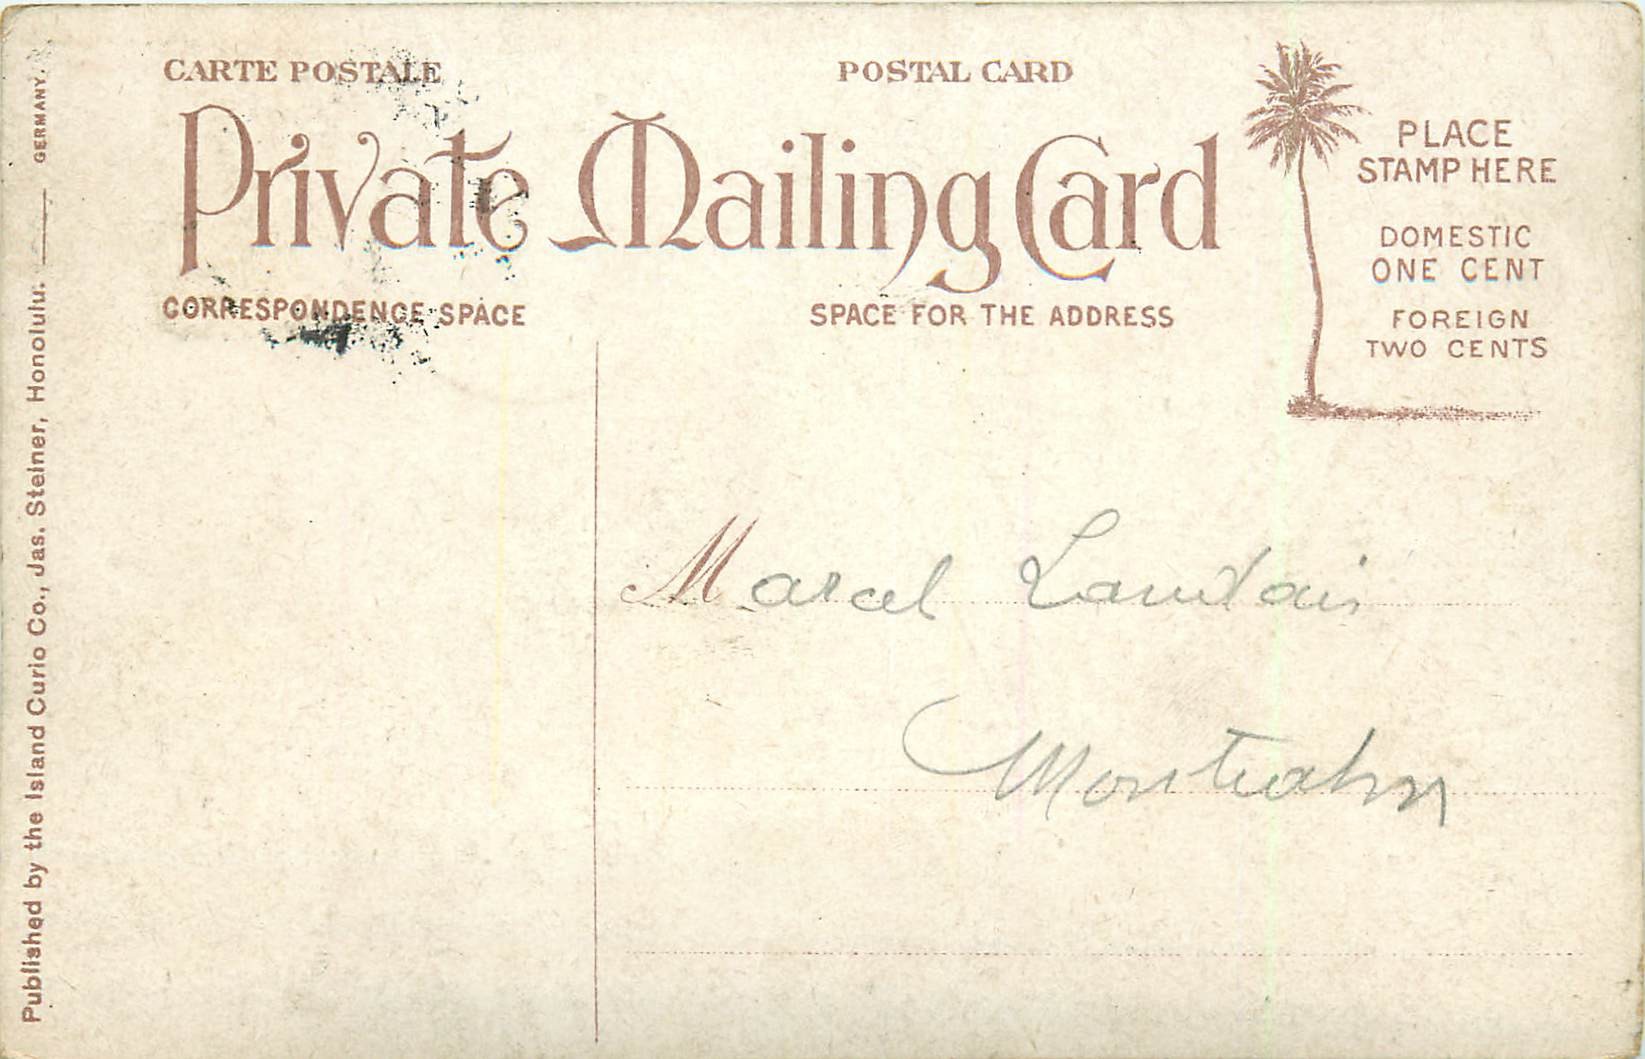 CARTE POSTALE
POSTAL CARD
Private Mailing Card
CORRESPONDENCE SPACE
SPACE FOR THE ADDRESS
PLACE
STAMP HERE
DOMESTIC
ONE CENT
FOREIGN
TWO CENTS
Marcel Landais
Published by the Island Curio Co., Jas. Steiner, Honolulu. GERMANY.